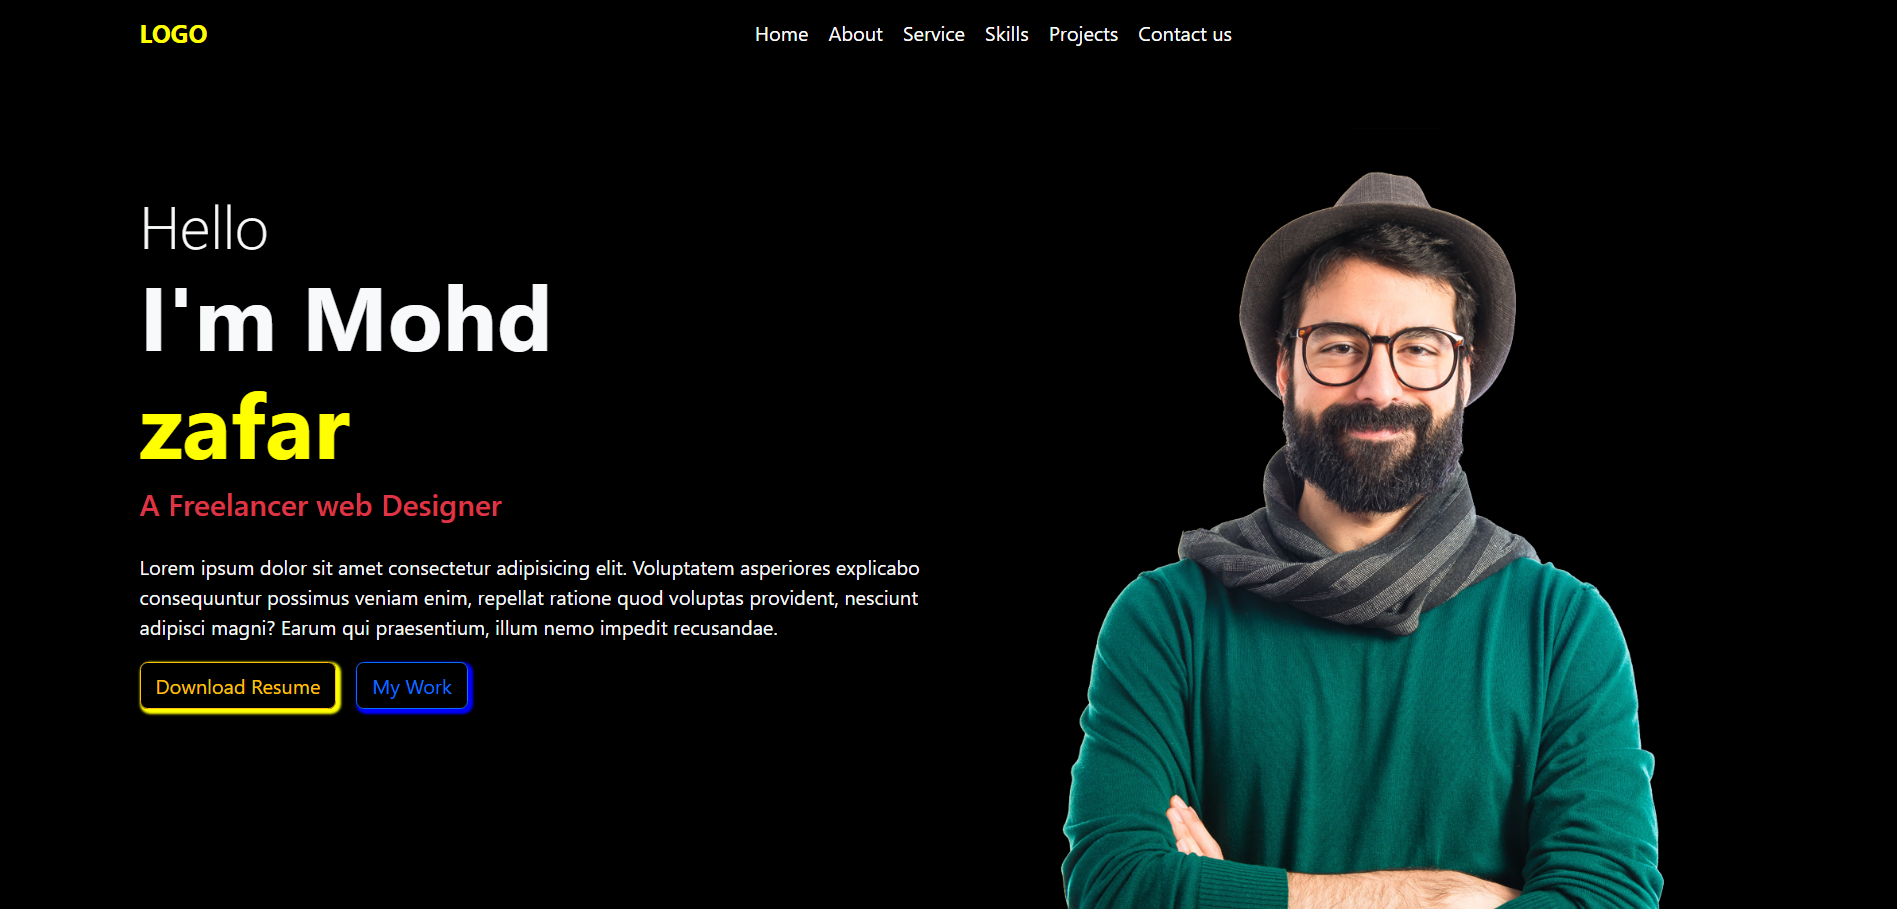 LOGO
Home About Service Skills Projects Contact us
Hello
I'm Mohd
zafar
A Freelancer web Designer
Lorem ipsum dolor sit amet consectetur adipisicing elit. Voluptatem asperiores explicabo
consequuntur possimus veniam enim, repellat ratione quod voluptas provident, nesciunt
adipisci magni? Earum qui praesentium, illum nemo impedit recusandae.
Download Resume My Work